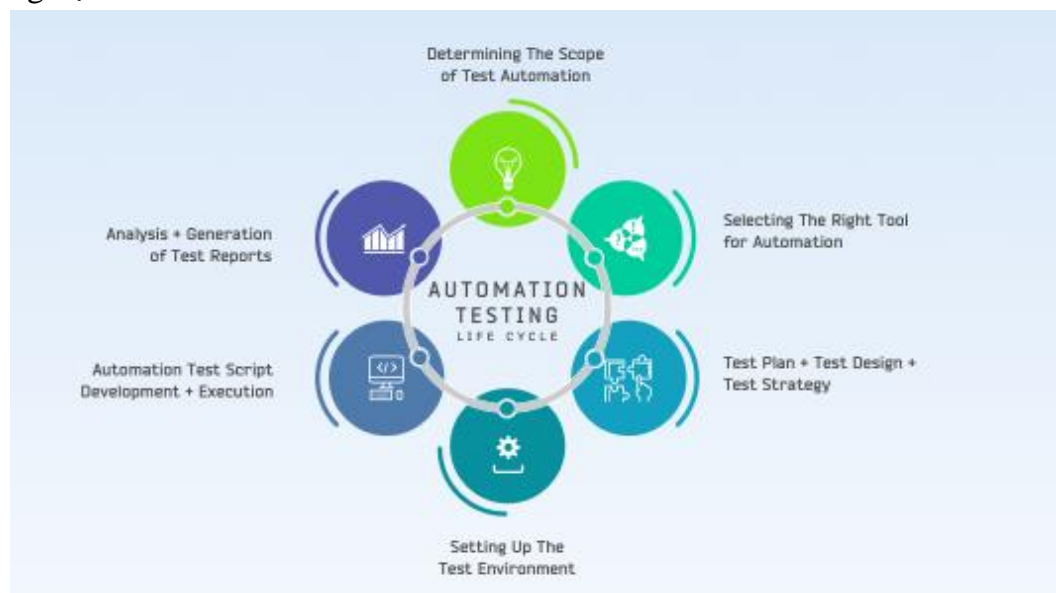 Determining The Scope
of Test Automation
Selecting The Right Tool
for Automation
Test Plan + Test Design +
Test Strategy
Setting Up The
Test Environment
Automation Test Script
Development + Execution
Analysis + Generation
of Test Reports
AUTOMATION
TESTING
LIFE CYCLE